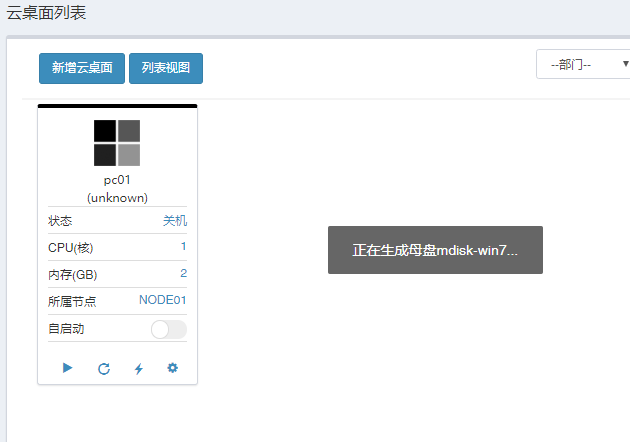 云桌面列表
新增云桌面 列表视图 --部门--
pc01
(unknown)
状态 关机
CPU(核) 1
内存(GB) 2
所属节点 NODE01
自启动
正在生成母盘mdisk-win7...